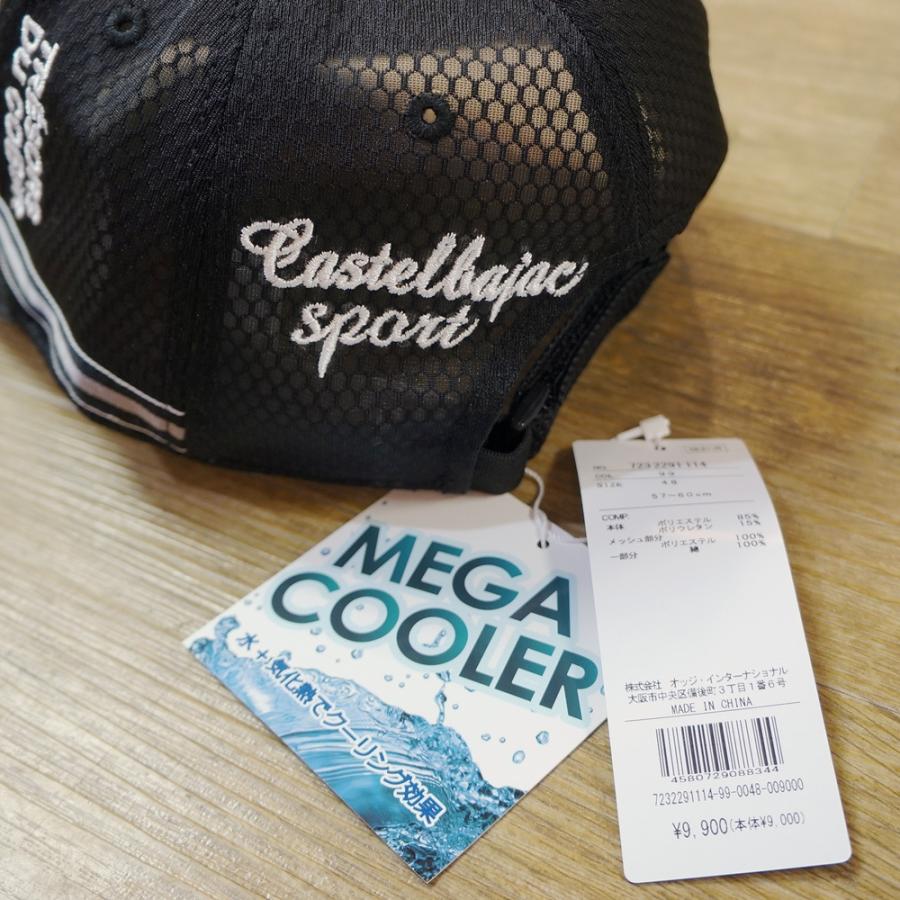 Trésors
DU CO
Castelbajac
sport
MEGA
COOLER
水+気化熱でクーリング効果
NO. 7232291114
COL. 99
SIZE 48
57~60cm
COMP.
本体 ポリエステル 85%
ポリウレタン 15%
メッシュ部分 ポリエステル 100%
一部分 綿 100%
株式会社 オッジ・インターナショナル
大阪市中央区備後町3丁目1番6号
MADE IN CHINA
4580729088344
7232291114-99-0048-009000
¥9,900(本体¥9,000)